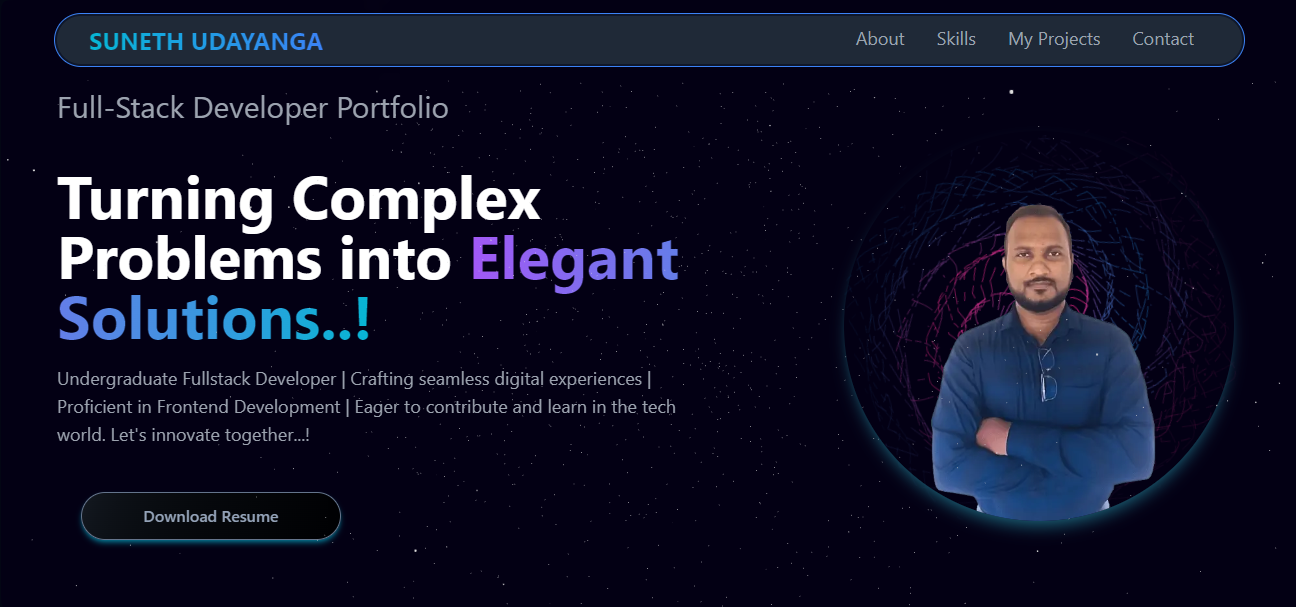 SUNETH UDAYANGA
About
Skills
My Projects
Contact
Full-Stack Developer Portfolio
Turning Complex
Problems into Elegant
Solutions..!
Undergraduate Fullstack Developer | Crafting seamless digital experiences |
Proficient in Frontend Development | Eager to contribute and learn in the tech
world. Let's innovate together...!
Download Resume